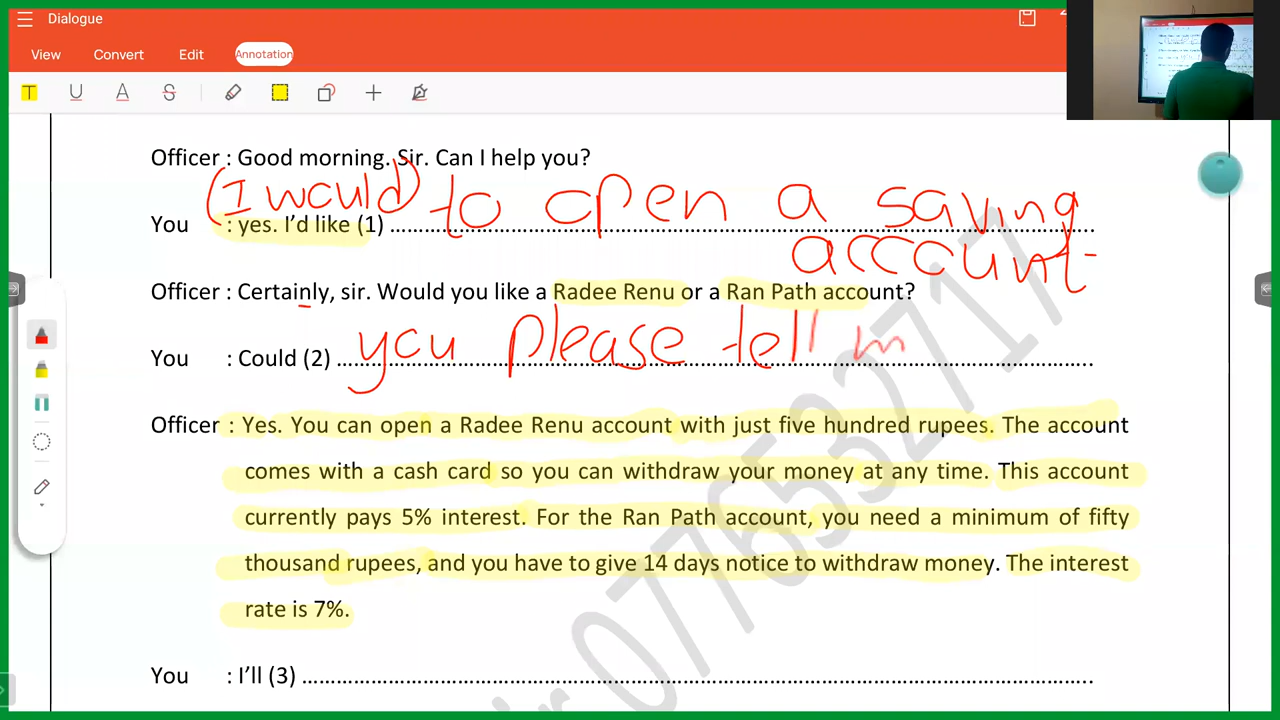 Dialogue
View Convert Edit Annotation
T U A S
Officer : Good morning. Sir. Can I help you?
(I would) to open a saving
You : yes. I'd like (1) ........................................
account
Officer : Certainly, sir. Would you like a Radee Renu or a Ran Path account?
you please tell m
You : Could (2) ........................................
Officer : Yes. You can open a Radee Renu account with just five hundred rupees. The account
comes with a cash card so you can withdraw your money at any time. This account
currently pays 5% interest. For the Ran Path account, you need a minimum of fifty
thousand rupees, and you have to give 14 days notice to withdraw money. The interest
rate is 7%.
You : I'll (3) ........................................
0776532717